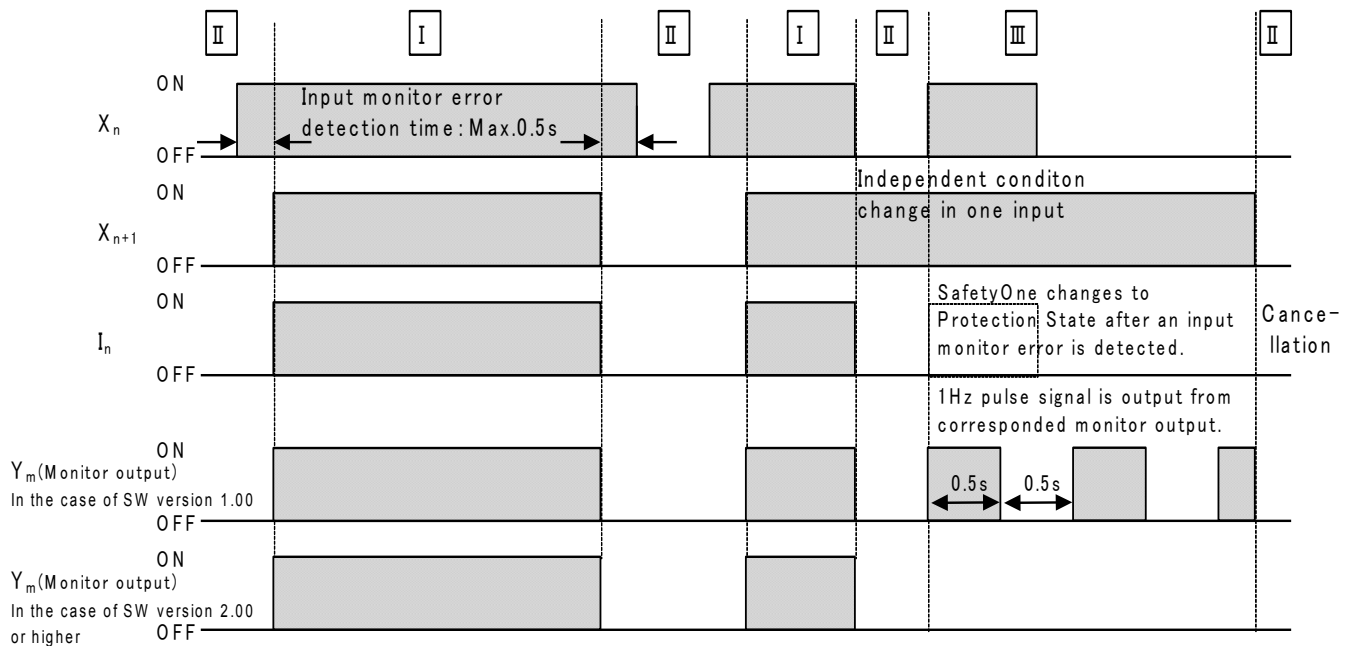 Ⅱ Ⅰ Ⅱ Ⅰ Ⅱ Ⅲ Ⅱ
ON
Input monitor error
detection time: Max.0.5s
Xn
OFF
ON
Independent conditon
change in one input
Xn+1
OFF
ON
SafetyOne changes to
Protection State after an input
monitor error is detected.
Cance-
llation
In
OFF
1Hz pulse signal is output from
corresponded monitor output.
ON
Ym(Monitor output)
In the case of SW version 1.00
0.5s 0.5s
OFF
ON
Ym(Monitor output)
In the case of SW version 2.00
or higher
OFF